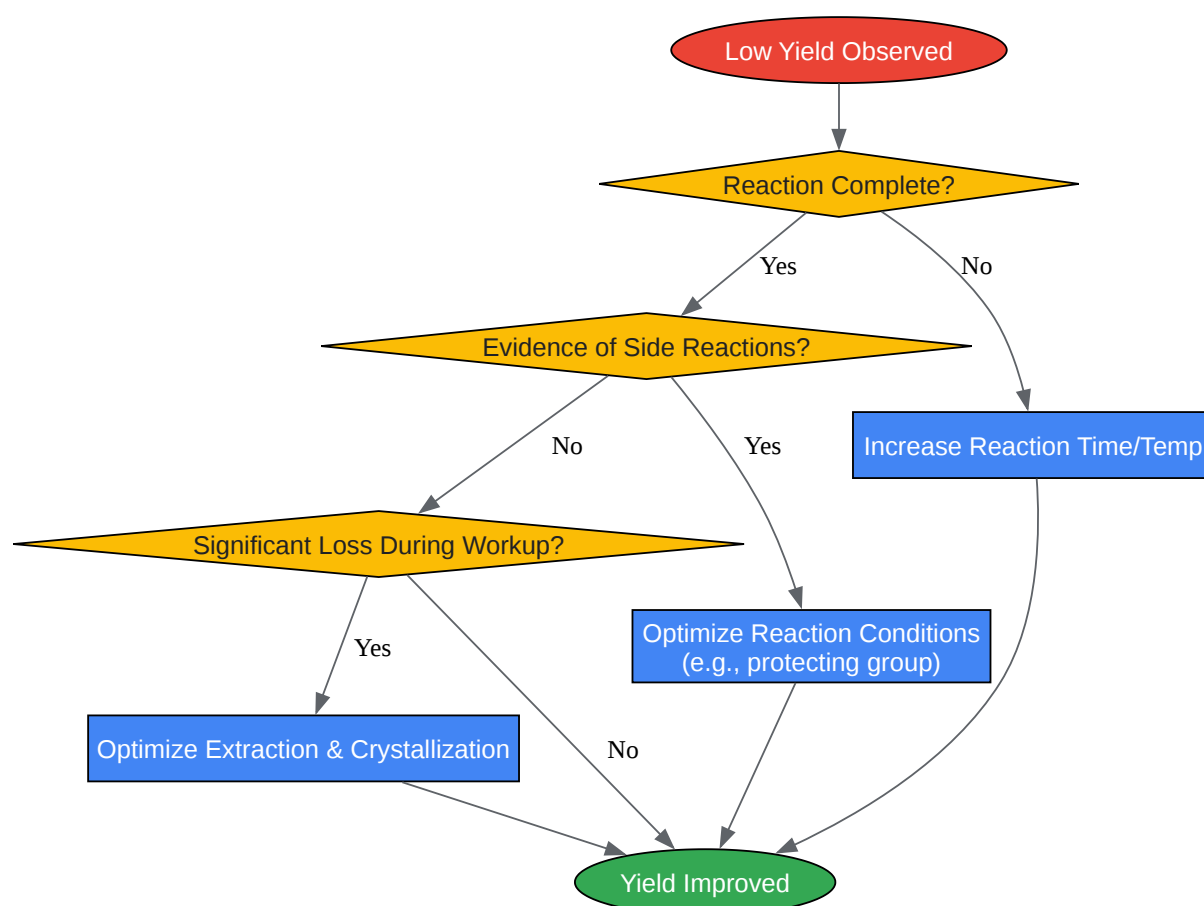 Low Yield Observed
Reaction Complete?
Yes
No
Evidence of Side Reactions?
No
Yes
Increase Reaction Time/Temp
Significant Loss During Workup?
Yes
Optimize Reaction Conditions
(e.g., protecting group)
Optimize Extraction & Crystallization
No
Yield Improved